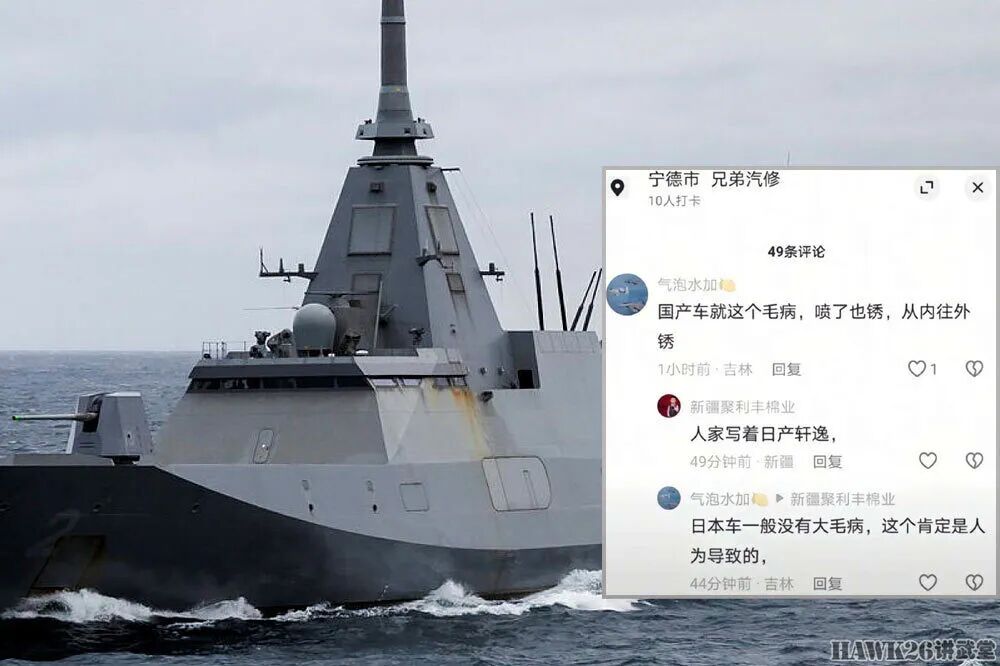 宁德市 兄弟汽修
10人打卡
49条评论
气泡水加
国产车就这个毛病，喷了也锈，从内往外
锈
1小时前·吉林 回复
1
新疆聚利丰棉业
人家写着日产轩逸，
49分钟前·新疆 回复
气泡水加 ▶ 新疆聚利丰棉业
日本车一般没有大毛病，这个肯定是人
为导致的，
44分钟前·吉林 回复
2
HAWK26讲武堂